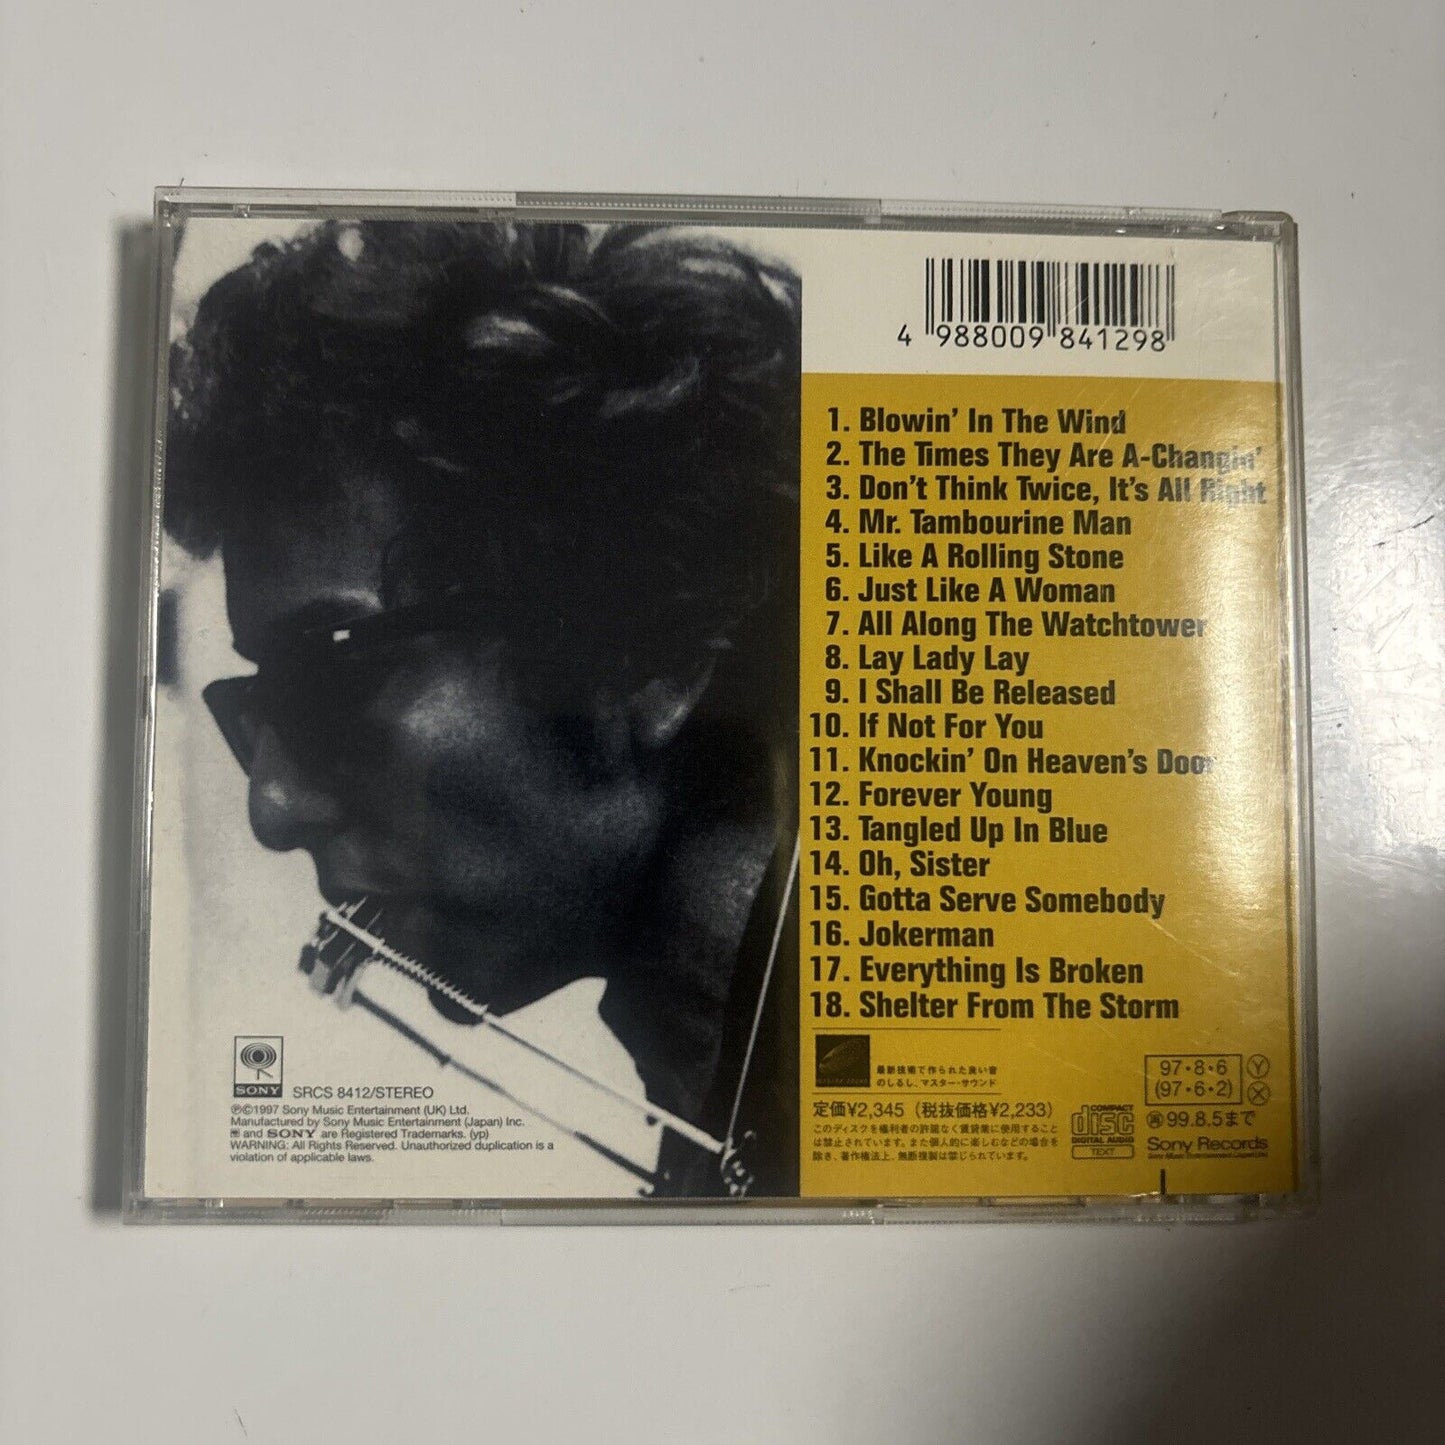 4 988009 841298
1. Blowin' In The Wind
2. The Times They Are A-Changin'
3. Don't Think Twice, It's All Right
4. Mr. Tambourine Man
5. Like A Rolling Stone
6. Just Like A Woman
7. All Along The Watchtower
8. Lay Lady Lay
9. I Shall Be Released
10. If Not For You
11. Knockin' On Heaven's Door
12. Forever Young
13. Tangled Up In Blue
14. Oh, Sister
15. Gotta Serve Somebody
16. Jokerman
17. Everything Is Broken
18. Shelter From The Storm
SONY
SRCS 8412/STEREO
℗©1997 Sony Music Entertainment (UK) Ltd.
Manufactured by Sony Music Entertainment (Japan) Inc.
and SONY are Registered Trademarks. (yp)
WARNING: All Rights Reserved. Unauthorized duplication is a
violation of applicable laws.
最新技術で作られた良い音
のしるし、マスター・サウンド
定価¥2,345(税抜価格¥2,233)
このディスクを権利者の許諾なく賃貸業に使用すること
は禁止されています。また個人的に楽しむなどの場合を
除き、著作権法上、無断複製は禁じられています。
COMPACT
disc
DIGITAL AUDIO
TEXT
97・8・6 Ⓨ
(97・6・2) Ⓧ
99.8.5まで
Sony Records
Sony Music Entertainment (Japan) Inc.